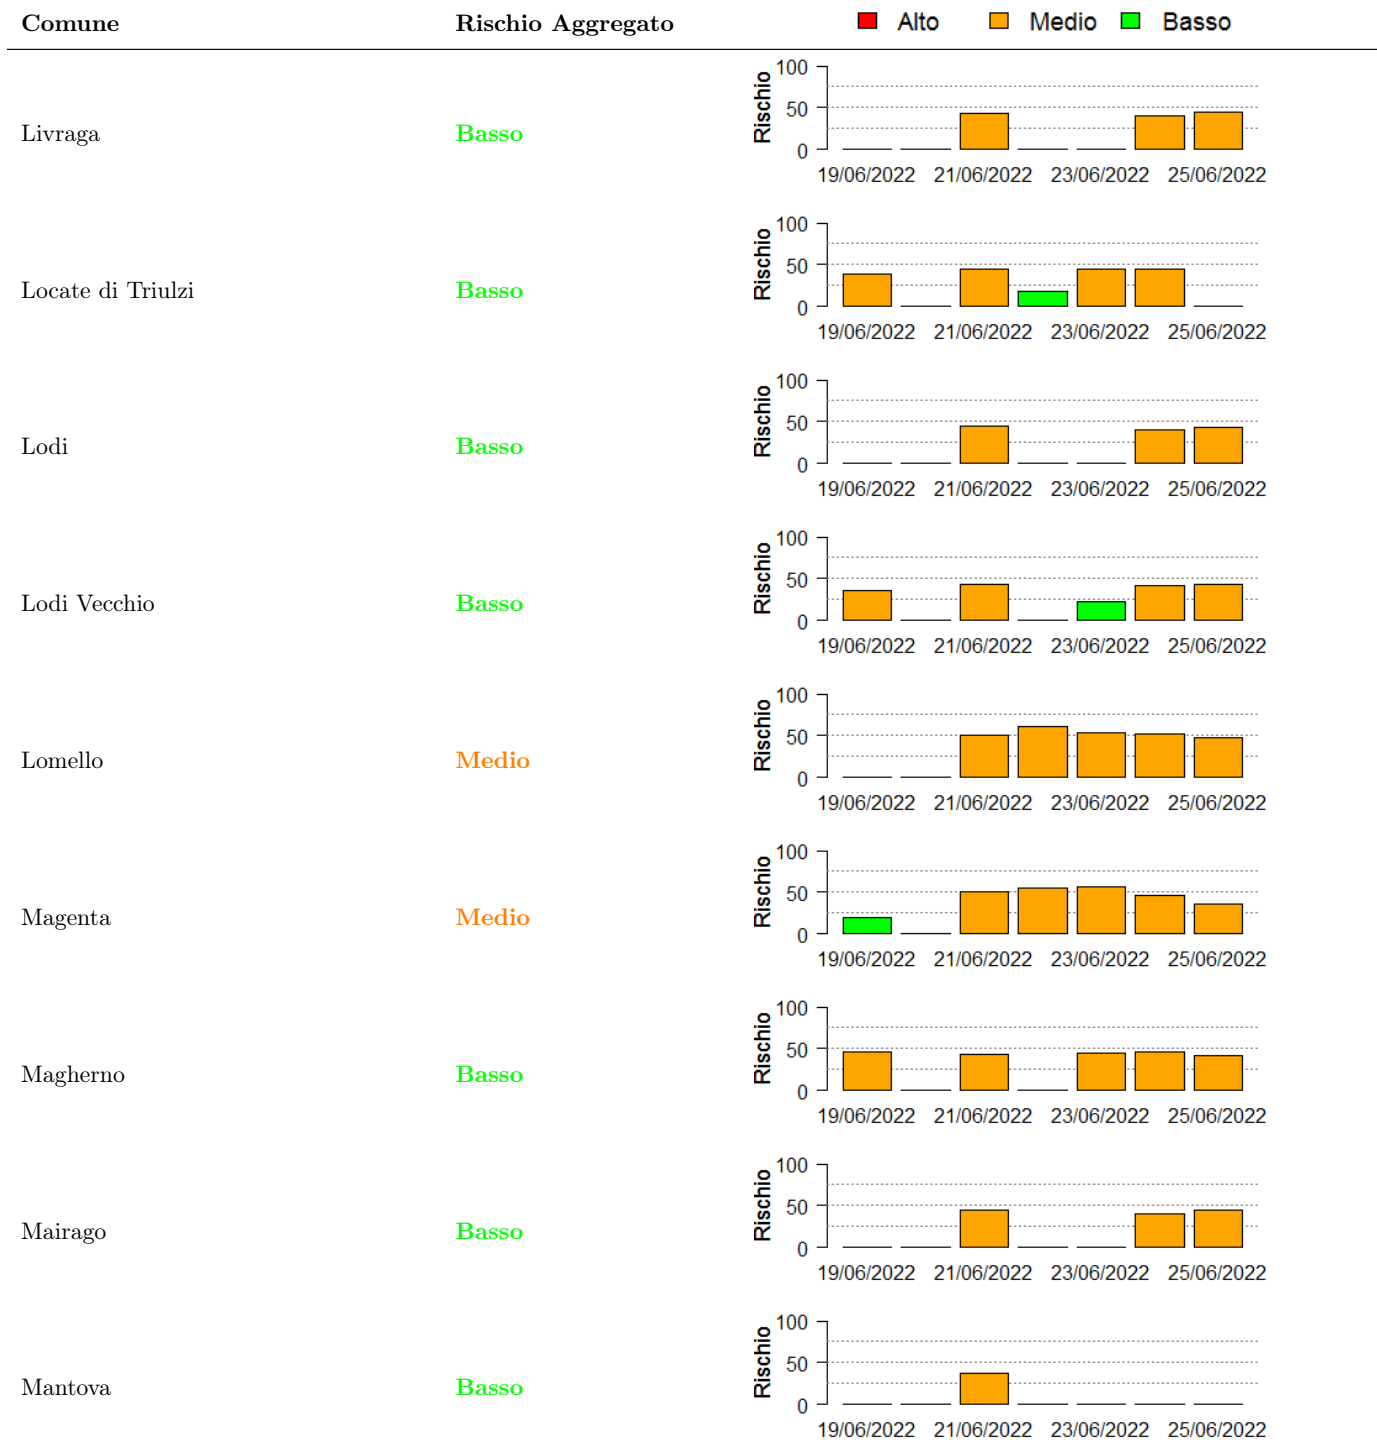 Comune Rischio Aggregato Alto Medio Basso
Livraga Basso Rischio 100 50 0
19/06/2022 21/06/2022 23/06/2022 25/06/2022
Locate di Triulzi Basso Rischio 100 50 0
19/06/2022 21/06/2022 23/06/2022 25/06/2022
Lodi Basso Rischio 100 50 0
19/06/2022 21/06/2022 23/06/2022 25/06/2022
Lodi Vecchio Basso Rischio 100 50 0
19/06/2022 21/06/2022 23/06/2022 25/06/2022
Lomello Medio Rischio 100 50 0
19/06/2022 21/06/2022 23/06/2022 25/06/2022
Magenta Medio Rischio 100 50 0
19/06/2022 21/06/2022 23/06/2022 25/06/2022
Magherno Basso Rischio 100 50 0
19/06/2022 21/06/2022 23/06/2022 25/06/2022
Mairago Basso Rischio 100 50 0
19/06/2022 21/06/2022 23/06/2022 25/06/2022
Mantova Basso Rischio 100 50 0
19/06/2022 21/06/2022 23/06/2022 25/06/2022